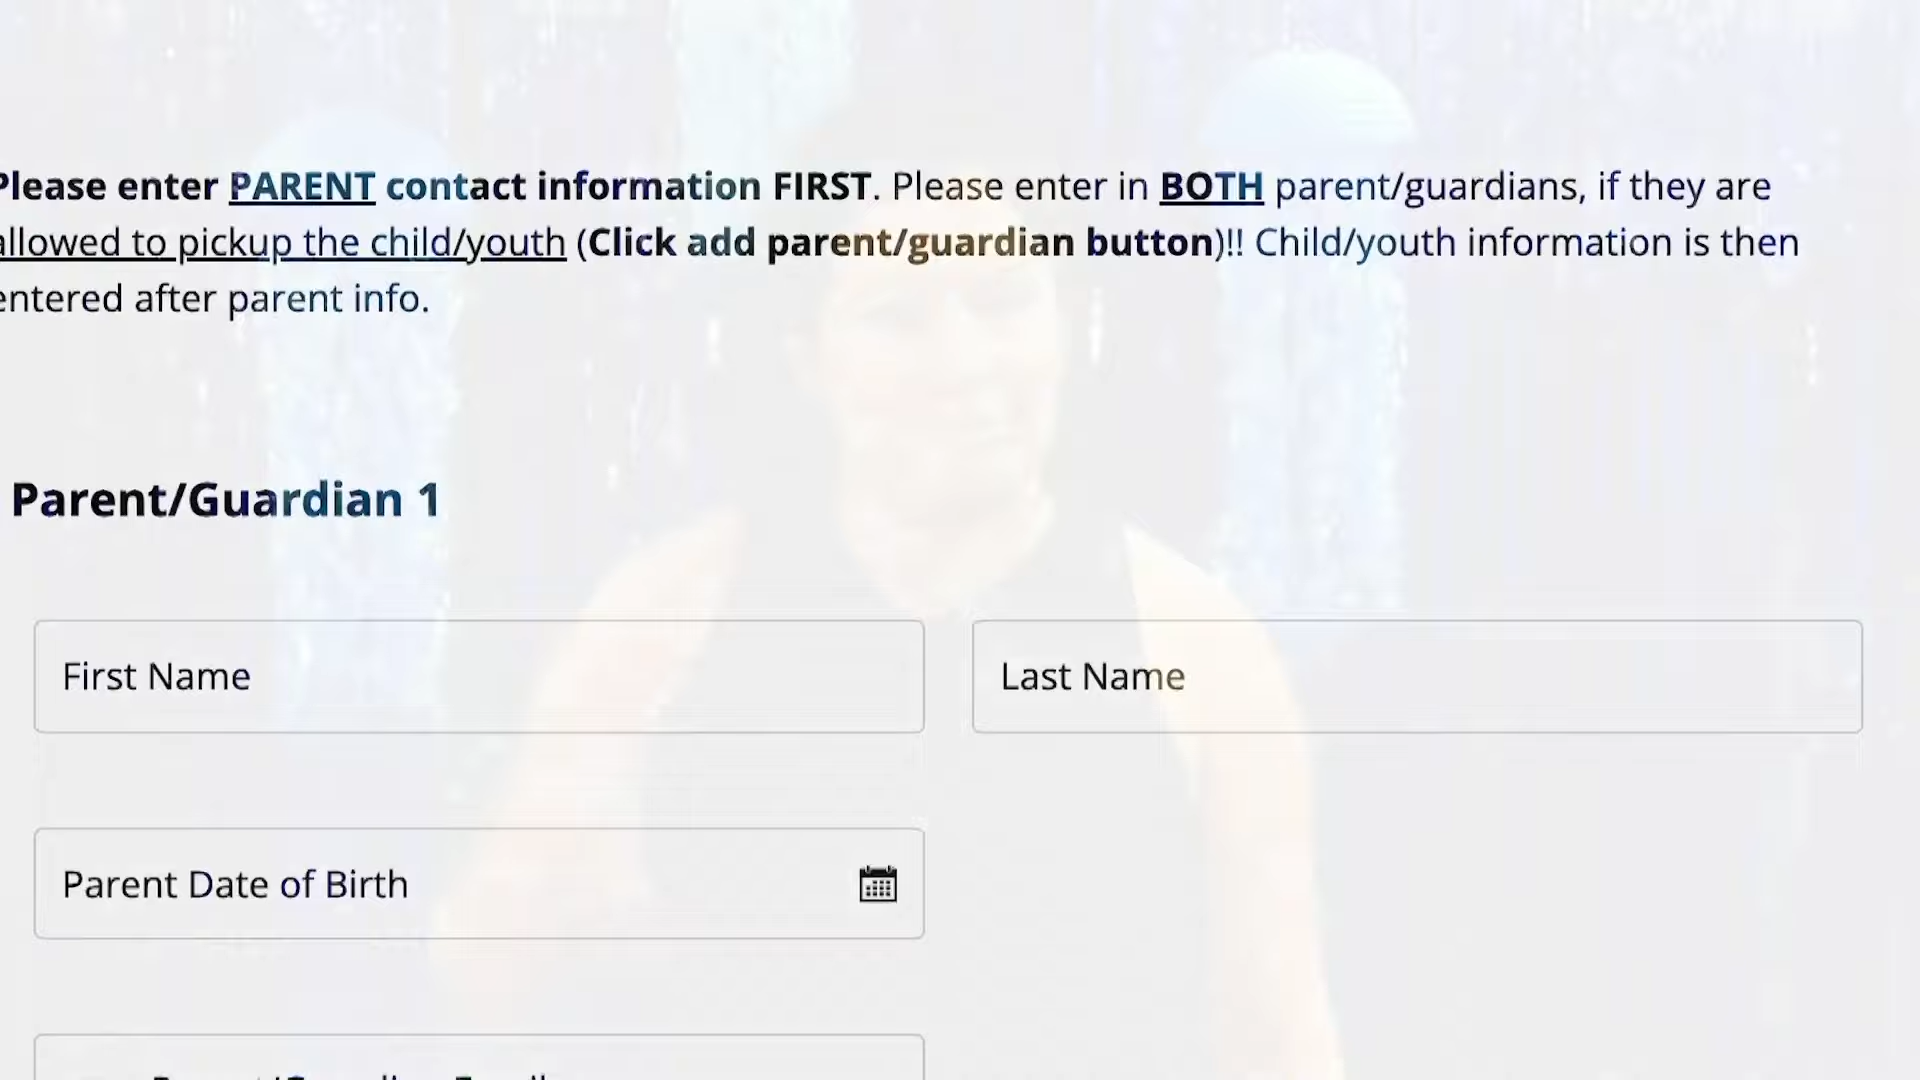 Please enter PARENT contact information FIRST. Please enter in BOTH parent/guardians, if they are
allowed to pickup the child/youth (Click add parent/guardian button)!! Child/youth information is then
entered after parent info.
Parent/Guardian 1
First Name
Last Name
Parent Date of Birth